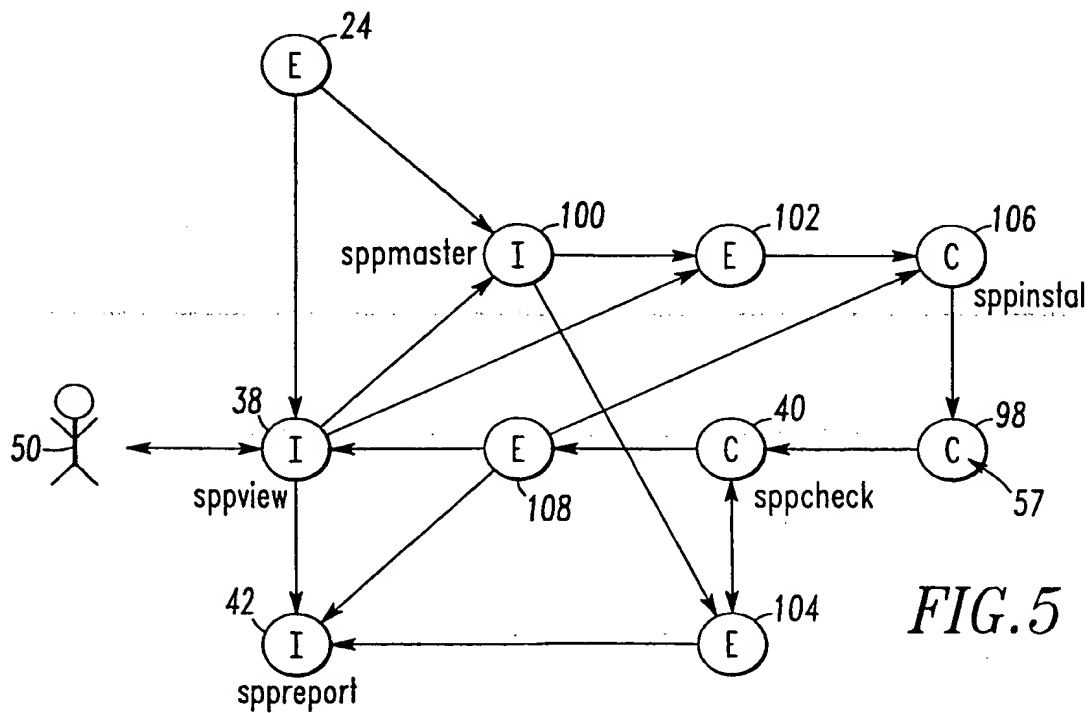 24
E
100
102
106
sppmaster
I
E
C
sppinstal
38
40
98
50
I
E
C
C
sppview
108
sppcheck
57
42
104
I
E
FIG.5
sppreport